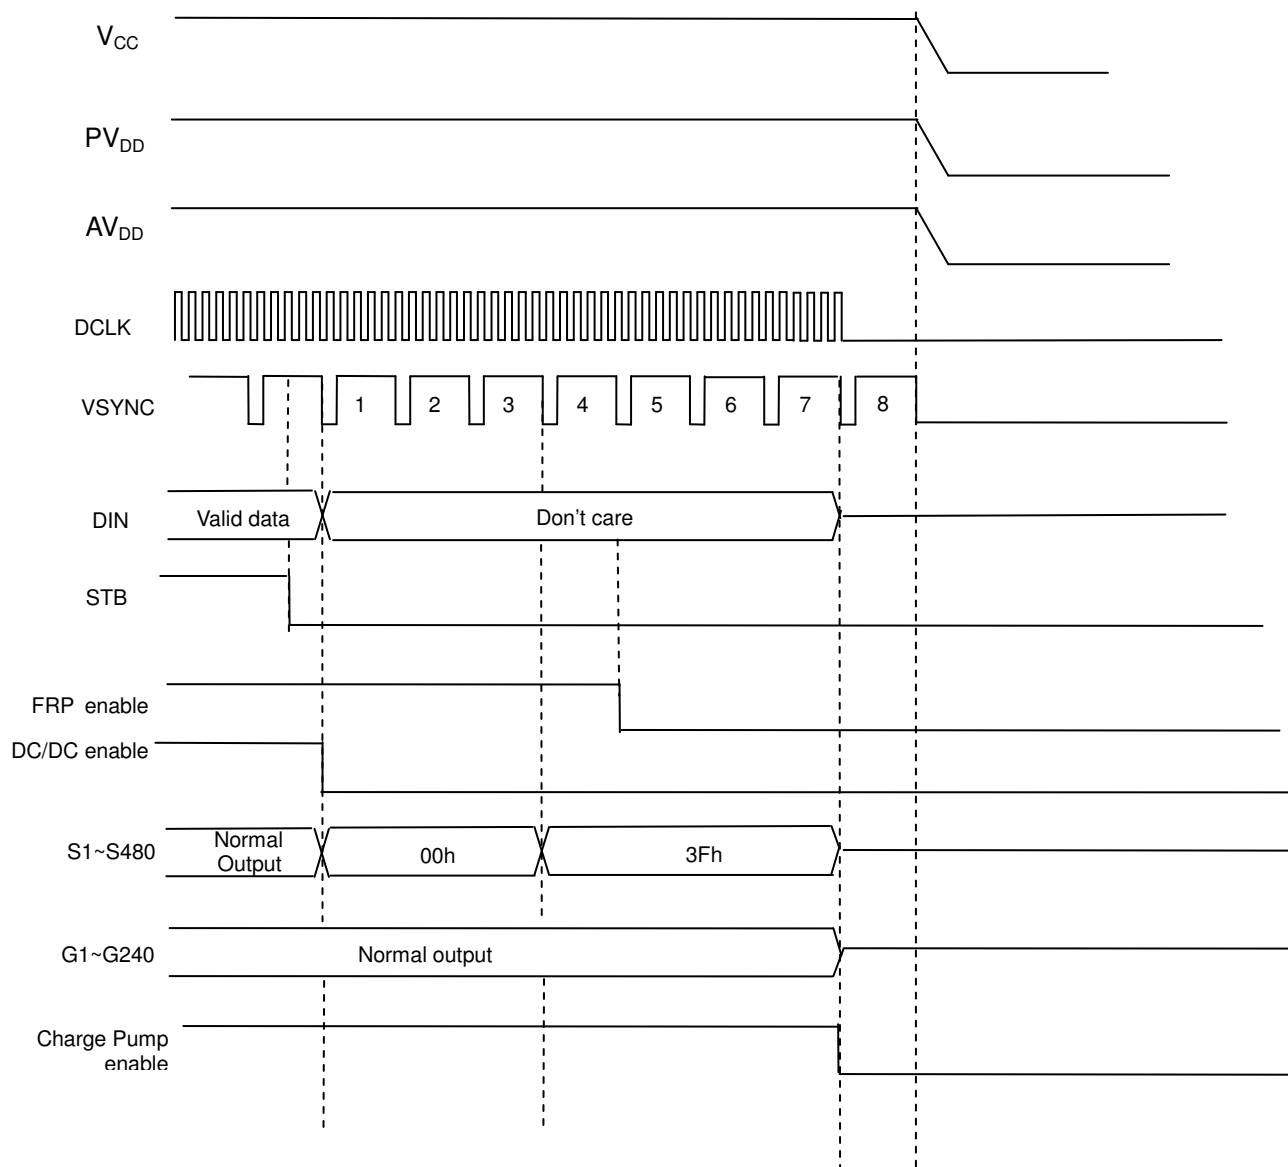 VCC
PVDD
AVDD
DCLK
VSYNC
1 2 3 4 5 6 7 8
DIN
Valid data
Don't care
STB
FRP enable
DC/DC enable
S1~S480
Normal
Output
00h
3Fh
G1~G240
Normal output
Charge Pump
enable